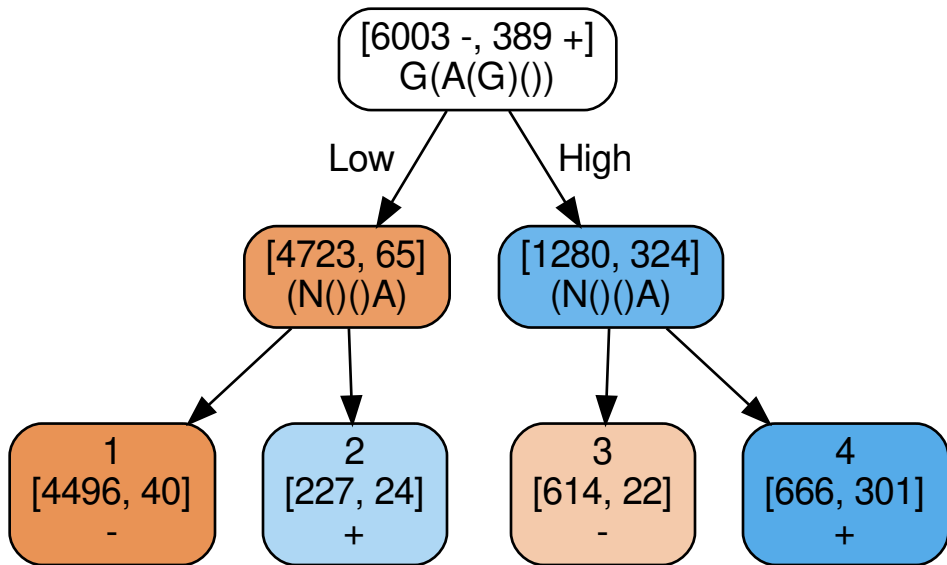 [6003 -, 389 +]
G(A(G)())
Low
High
[4723, 65]
(N()()A)
[1280, 324]
(N()()A)
1
[4496, 40]
-
2
[227, 24]
+
3
[614, 22]
-
4
[666, 301]
+